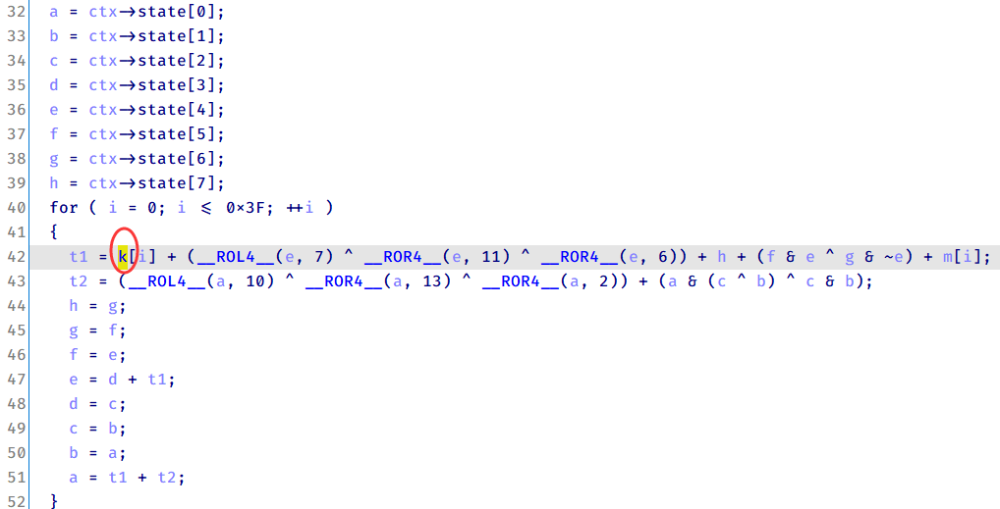 32 a = ctx->state[0];
33 b = ctx->state[1];
34 c = ctx->state[2];
35 d = ctx->state[3];
36 e = ctx->state[4];
37 f = ctx->state[5];
38 g = ctx->state[6];
39 h = ctx->state[7];
40 for ( i = 0; i <= 0x3F; ++i )
41 {
42 t1 = k[i] + (__ROL4__(e, 7) ^ __ROR4__(e, 11) ^ __ROR4__(e, 6)) + h + (f & e ^ g & ~e) + m[i];
43 t2 = (__ROL4__(a, 10) ^ __ROR4__(a, 13) ^ __ROR4__(a, 2)) + (a & (c ^ b) ^ c & b);
44 h = g;
45 g = f;
46 f = e;
47 e = d + t1;
48 d = c;
49 c = b;
50 b = a;
51 a = t1 + t2;
52 }